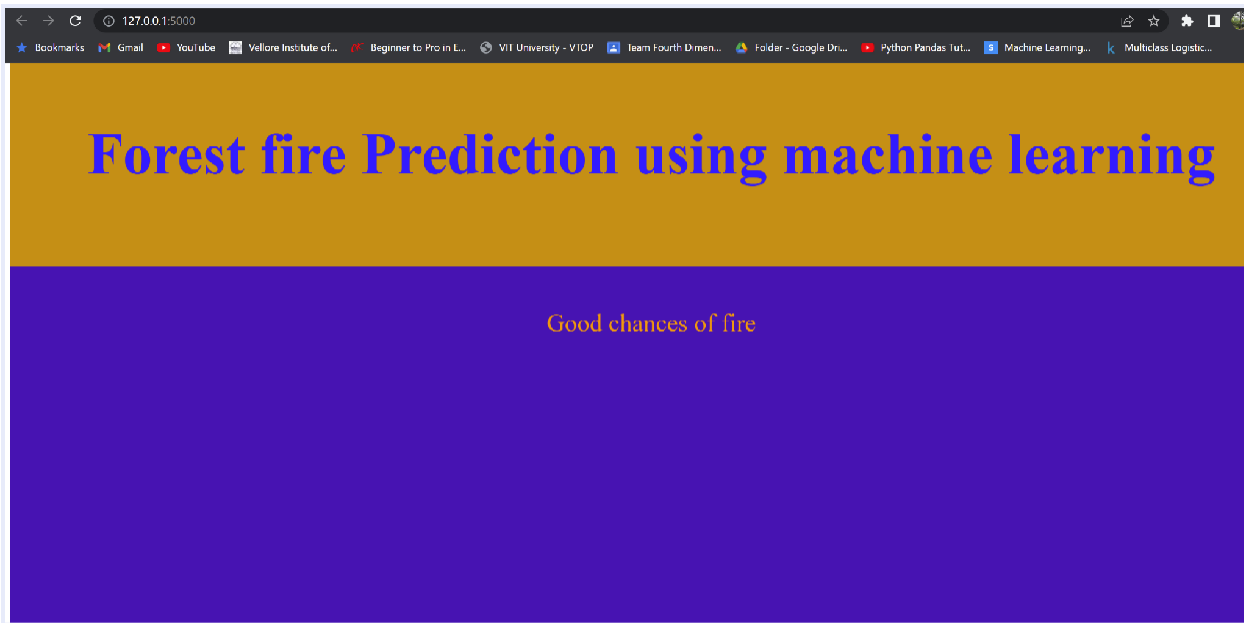 127.0.0.1:5000
Bookmarks Gmail YouTube Vellore Institute of... Beginner to Pro in E... VIT University - VTOP Team Fourth Dimen... Folder - Google Dri... Python Pandas Tut... Machine Learning... Multiclass Logistic...
Forest fire Prediction using machine learning
Good chances of fire